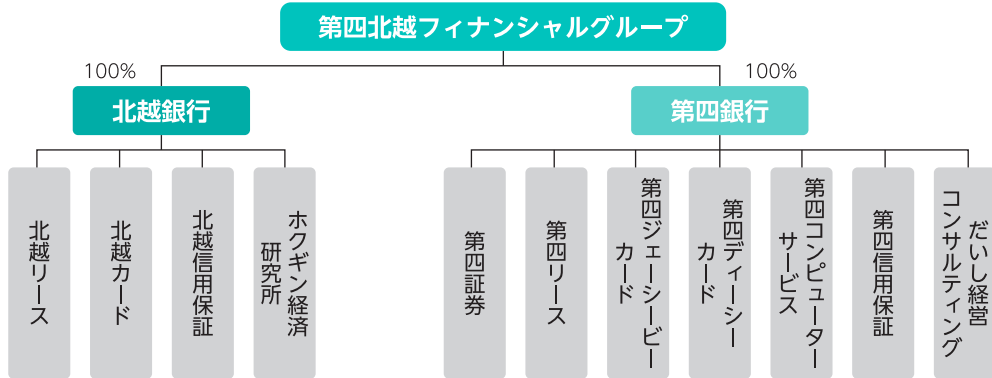 第四北越フィナンシャルグループ
100%
100%
北越銀行
第四銀行
北越リース
北越カード
北越信用保証
ホクギン経済
研究所
第四証券
第四リース
第四ジェーシービー
カード
第四ディーシー
カード
第四コンピューター
サービス
第四信用保証
だいし経営
コンサルティング